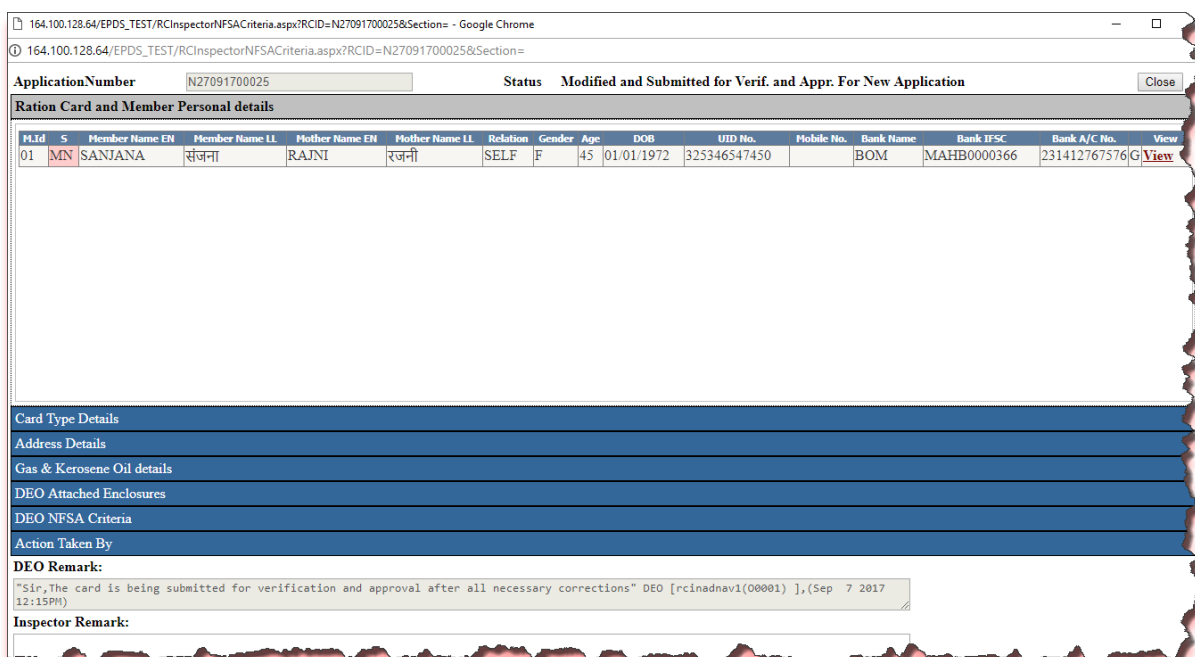 164.100.128.64/EPDS_TEST/RCInspectorNFSACriteria.aspx?RCID=N27091700025&Section= - Google Chrome
164.100.128.64/EPDS_TEST/RCInspectorNFSACriteria.aspx?RCID=N27091700025&Section=
ApplicationNumber N27091700025 Status Modified and Submitted for Verif. and Appr. For New Application Close
Ration Card and Member Personal details
M.Id S Member Name EN Member Name LL Mother Name EN Mother Name LL Relation Gender Age DOB UID No. Mobile No. Bank Name Bank IFSC Bank A/C No. View
01 MN SANJANA संजना RAJNI रजनी SELF F 45 01/01/1972 325346547450 BOM MAHB0000366 231412767576 G View
Card Type Details
Address Details
Gas & Kerosene Oil details
DEO Attached Enclosures
DEO NFSA Criteria
Action Taken By
DEO Remark:
"Sir,The card is being submitted for verification and approval after all necessary corrections" DEO [rcinadnav1(O0001) ],(Sep 7 2017
12:15PM)
Inspector Remark: